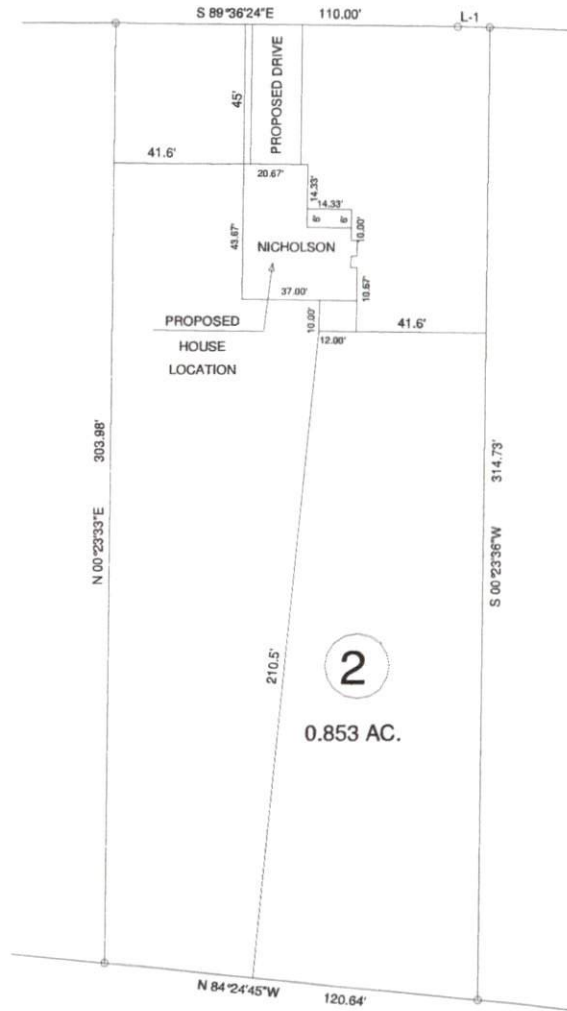 S 89°36'24"E 110.00' L-1
45'
PROPOSED DRIVE
41.6'
20.67'
14.33'
14.33'
6' 6'
10.00'
43.67'
NICHOLSON
37.00'
10.67'
10.00'
12.00'
41.6'
PROPOSED
HOUSE
LOCATION
303.98'
N 00°23'33"E
314.73'
S 00°23'36"W
210.5'
2
0.853 AC.
N 84°24'45"W 120.64'